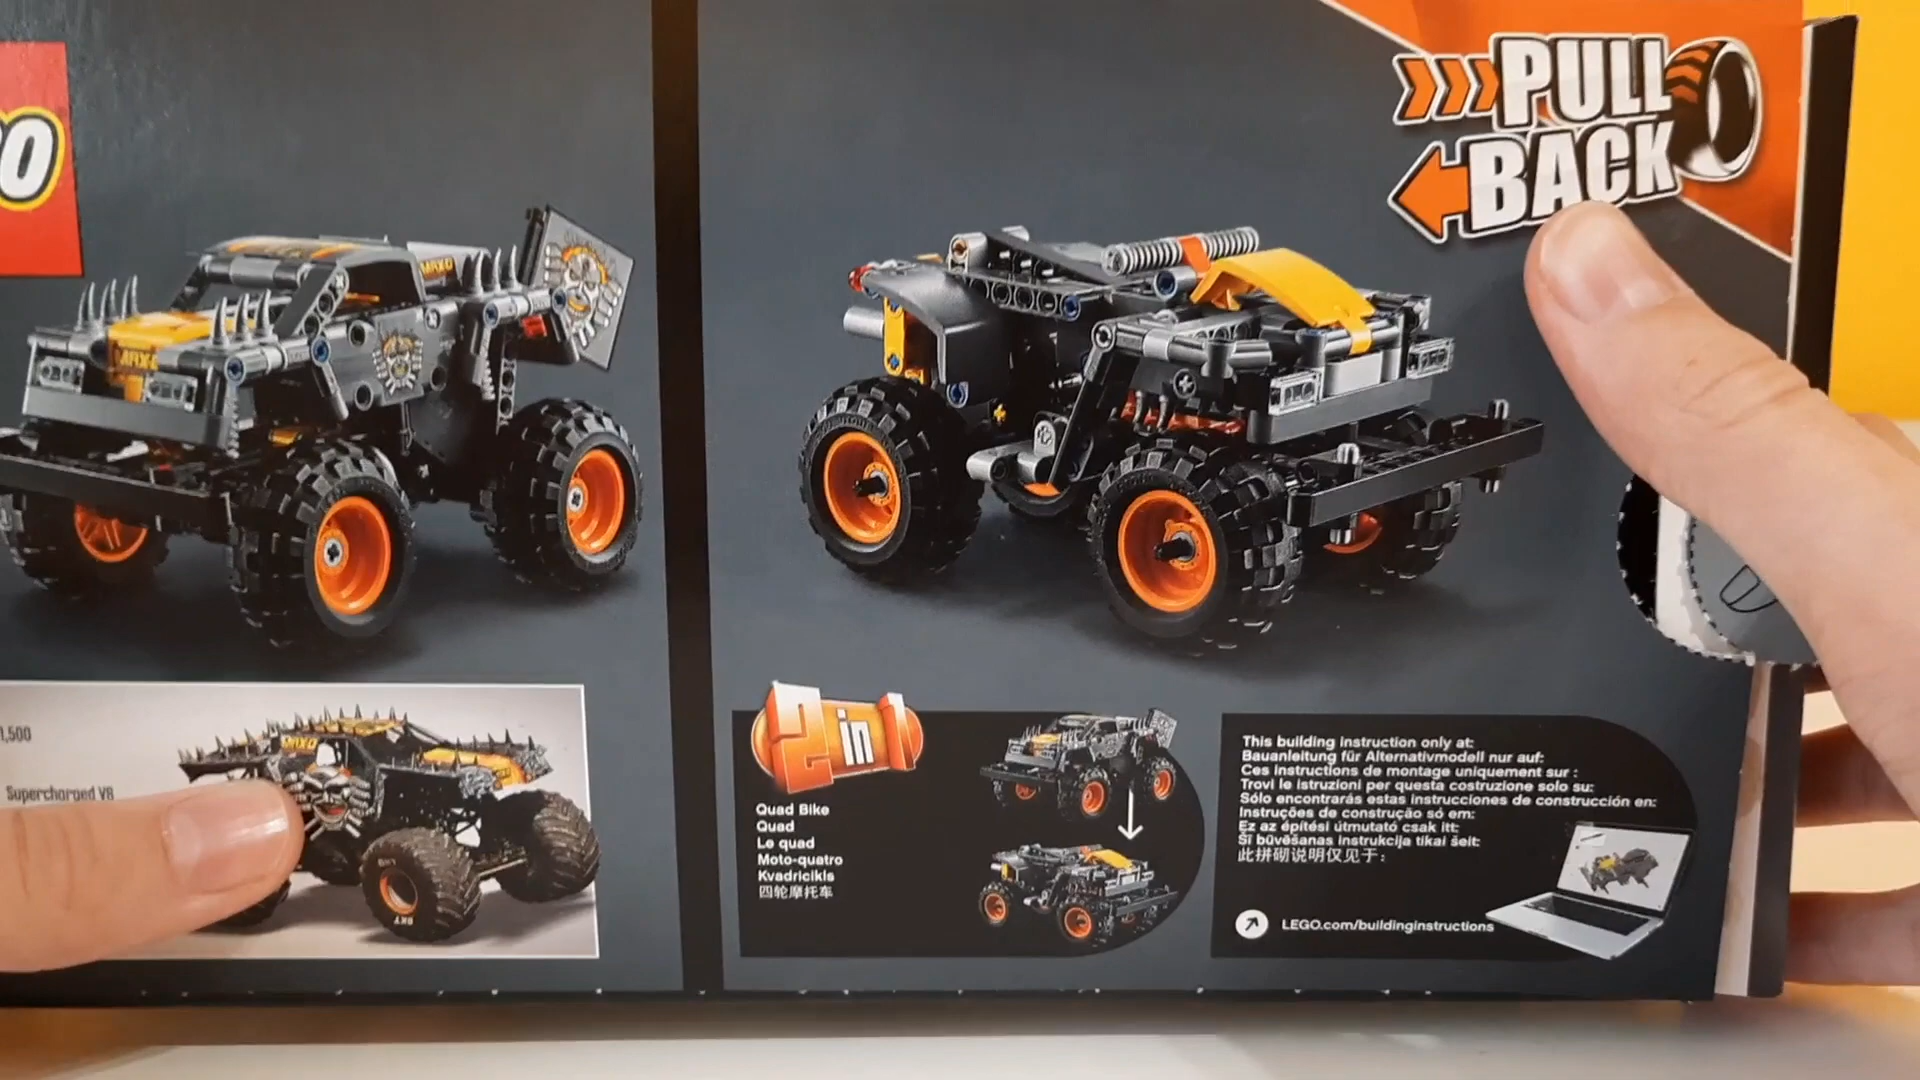 PULL
BACK
MAX-D
1,500
Supercharged V8
MAX-D
2 in 1
Quad Bike
Quad
Le quad
Moto-quatro
Kvadricikls
四轮摩托车
This building instruction only at:
Bauanleitung für Alternativmodell nur auf:
Ces instructions de montage uniquement sur :
Trovi le istruzioni per questa costruzione solo su:
Sólo encontrarás estas instrucciones de construcción en:
Instruções de construção só em:
Ez az építési útmutató csak itt:
Šī būvēšanas instrukcija tikai šeit:
此拼砌说明仅见于:
LEGO.com/buildinginstructions